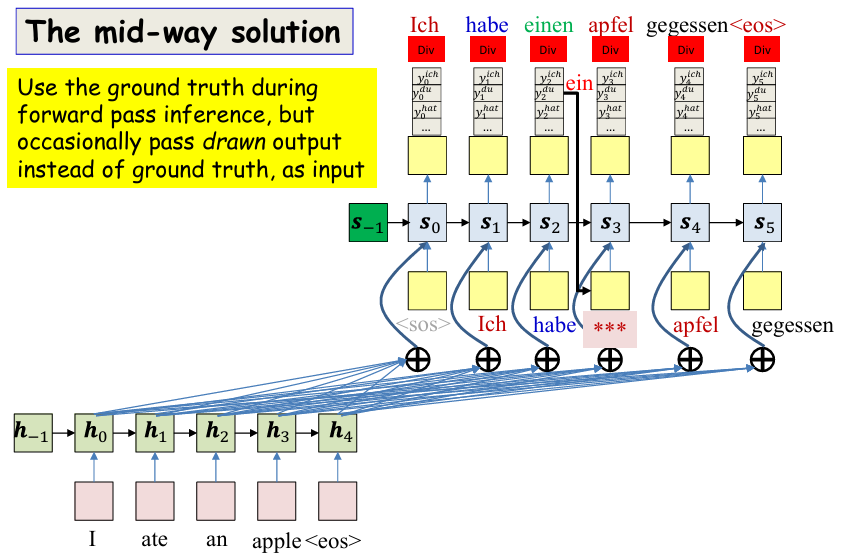 The mid-way solution
Use the ground truth during
forward pass inference, but
occasionally pass drawn output
instead of ground truth, as input
Ich habe einen apfel gegessen <eos>
Div Div Div Div Div Div
y_0^{ich} y_1^{ich} y_2^{ich} y_3^{ich} y_4^{ich} y_5^{ich}
ein
y_0^{du} y_1^{du} y_2^{du} y_3^{du} y_4^{du} y_5^{du}
y_0^{hat} y_1^{hat} y_2^{hat} y_3^{hat} y_4^{hat} y_5^{hat}
... ... ... ... ... ...
s_{-1} s_0 s_1 s_2 s_3 s_4 s_5
<sos> Ich habe *** apfel gegessen
h_{-1} h_0 h_1 h_2 h_3 h_4
I ate an apple <eos>